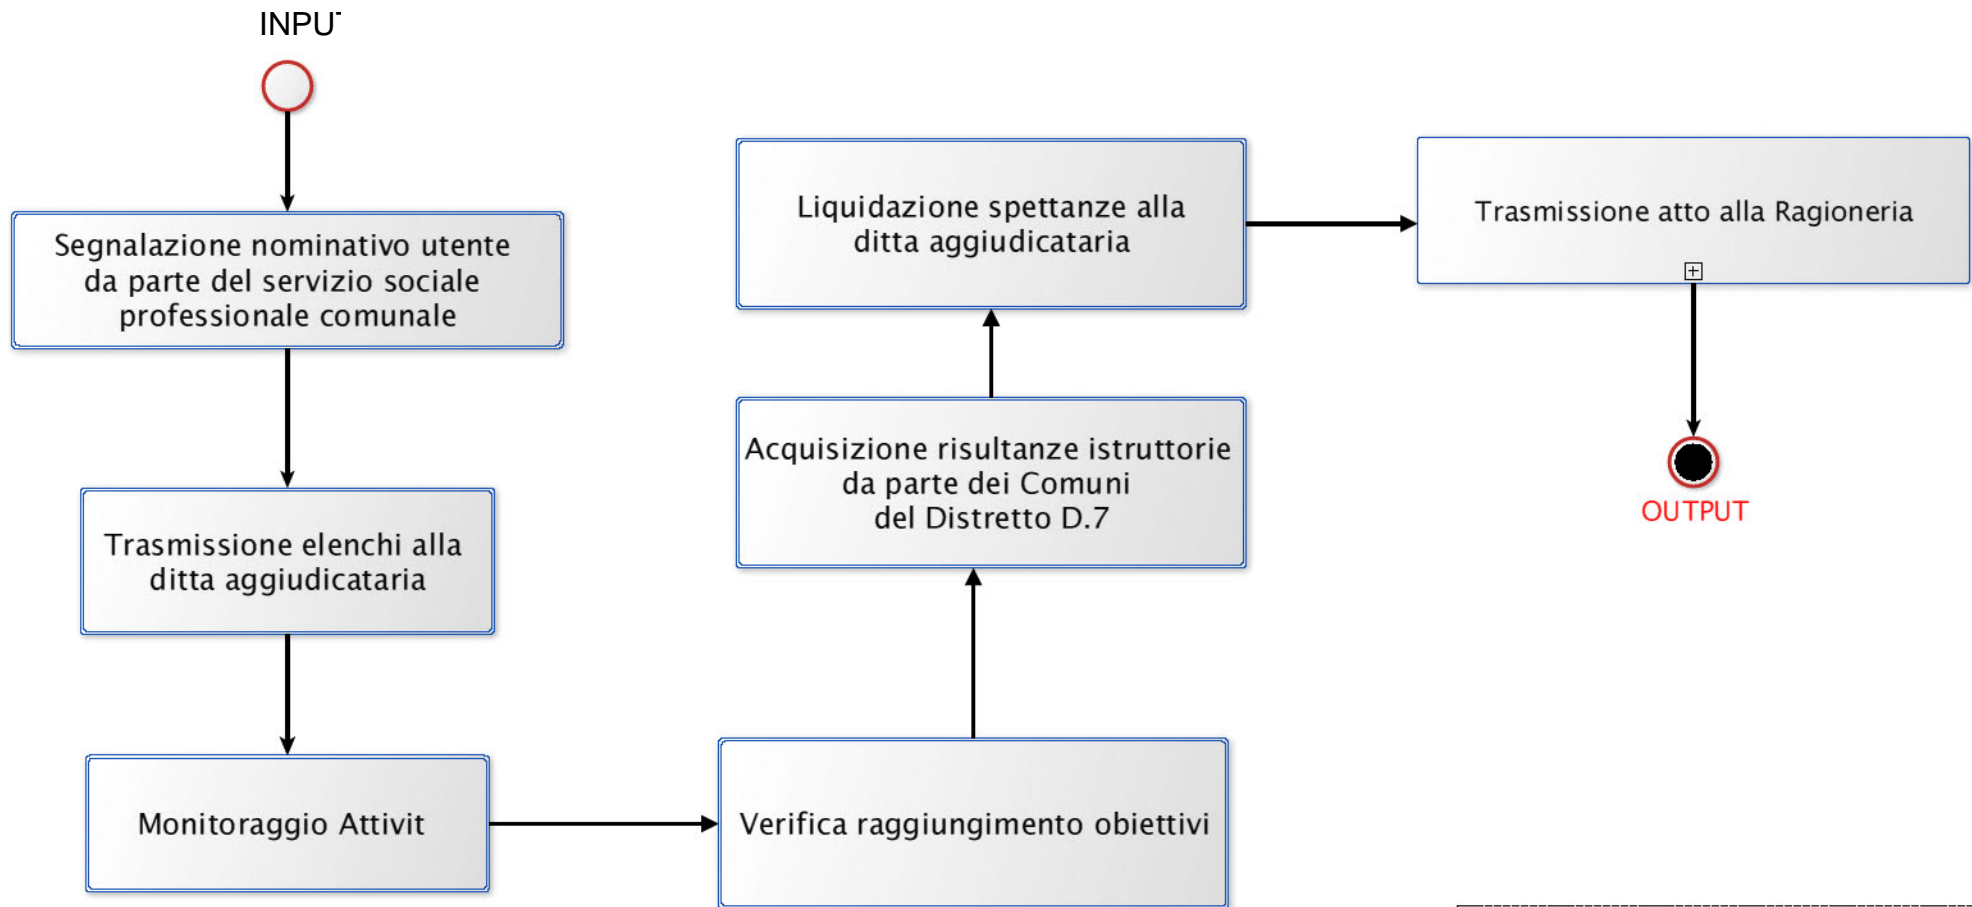 INPUT
Segnalazione nominativo utente
da parte del servizio sociale
professionale comunale
Trasmissione elenchi alla
ditta aggiudicataria
Monitoraggio Attivit
Verifica raggiungimento obiettivi
Acquisizione risultanze istruttorie
da parte dei Comuni
del Distretto D.7
Liquidazione spettanze alla
ditta aggiudicataria
Trasmissione atto alla Ragioneria
OUTPUT